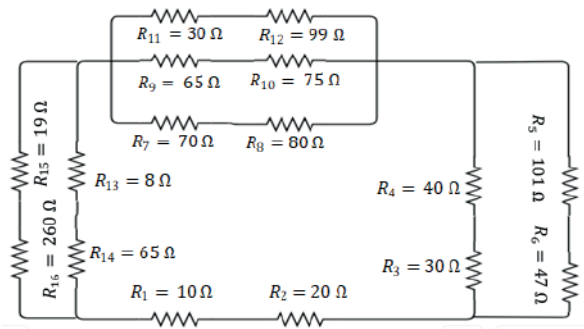 R₁₁ = 30 Ω
R₁₂ = 99 Ω
R₉ = 65 Ω
R₁₀ = 75 Ω
R₇ = 70 Ω
R₈ = 80 Ω
R₁₅ = 19 Ω
R₁₆ = 260 Ω
R₁₃ = 8 Ω
R₁₄ = 65 Ω
R₁ = 10 Ω
R₂ = 20 Ω
R₄ = 40 Ω
R₃ = 30 Ω
R₅ = 101 Ω
R₆ = 47 Ω